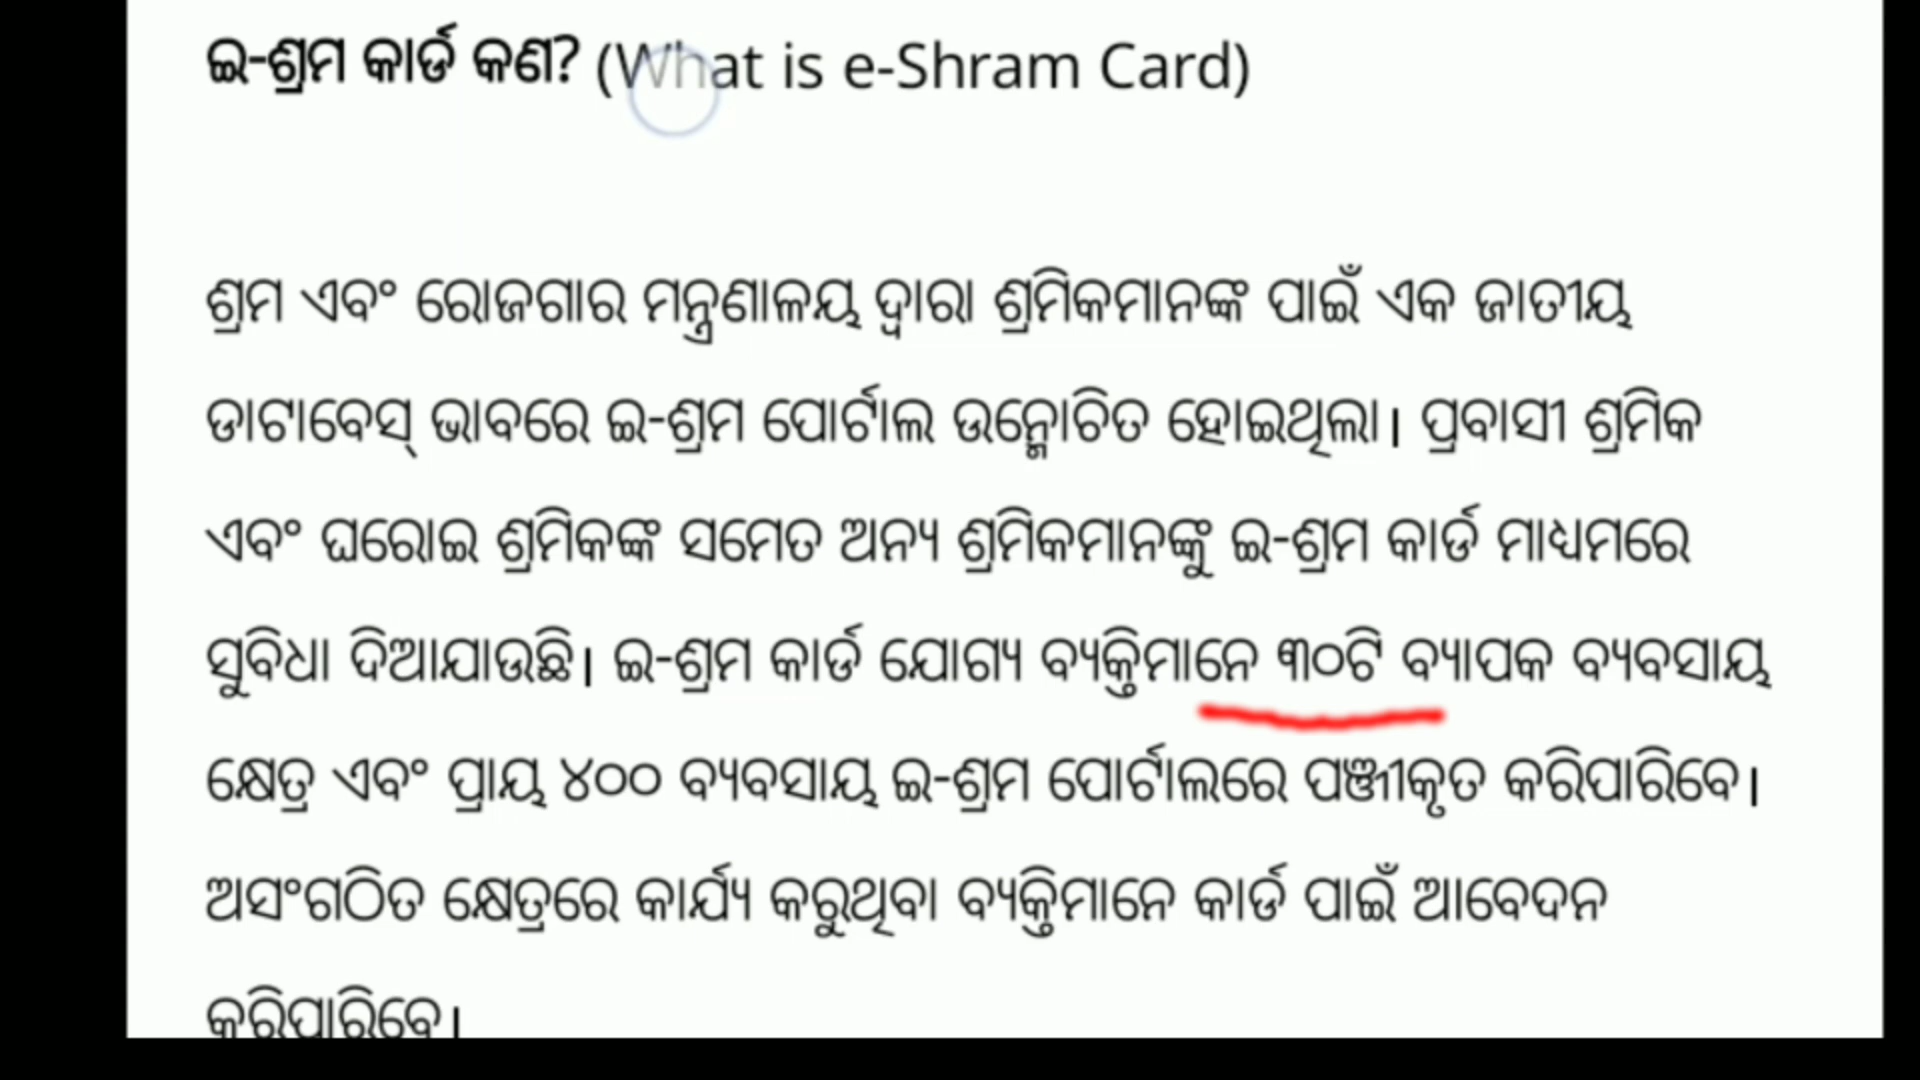 ଇ-ଶ୍ରମ କାର୍ଡ କଣ? (What is e-Shram Card)
ଶ୍ରମ ଏବଂ ରୋଜଗାର ମନ୍ତ୍ରଣାଳୟ ଦ୍ୱାରା ଶ୍ରମିକମାନଙ୍କ ପାଇଁ ଏକ ଜାତୀୟ
ଡାଟାବେସ୍ ଭାବରେ ଇ-ଶ୍ରମ ପୋର୍ଟାଲ ଉନ୍ମୋଚିତ ହୋଇଥିଲା। ପ୍ରବାସୀ ଶ୍ରମିକ
ଏବଂ ଘରୋଇ ଶ୍ରମିକଙ୍କ ସମେତ ଅନ୍ୟ ଶ୍ରମିକମାନଙ୍କୁ ଇ-ଶ୍ରମ କାର୍ଡ ମାଧ୍ୟମରେ
ସୁବିଧା ଦିଆଯାଉଛି। ଇ-ଶ୍ରମ କାର୍ଡ ଯୋଗ୍ୟ ବ୍ୟକ୍ତିମାନେ ୩୦ଟି ବ୍ୟାପକ ବ୍ୟବସାୟ
କ୍ଷେତ୍ର ଏବଂ ପ୍ରାୟ ୪୦୦ ବ୍ୟବସାୟ ଇ-ଶ୍ରମ ପୋର୍ଟାଲରେ ପଞ୍ଜୀକୃତ କରିପାରିବେ।
ଅସଂଗଠିତ କ୍ଷେତ୍ରରେ କାର୍ଯ୍ୟ କରୁଥିବା ବ୍ୟକ୍ତିମାନେ କାର୍ଡ ପାଇଁ ଆବେଦନ
କରିପାରିବେ।